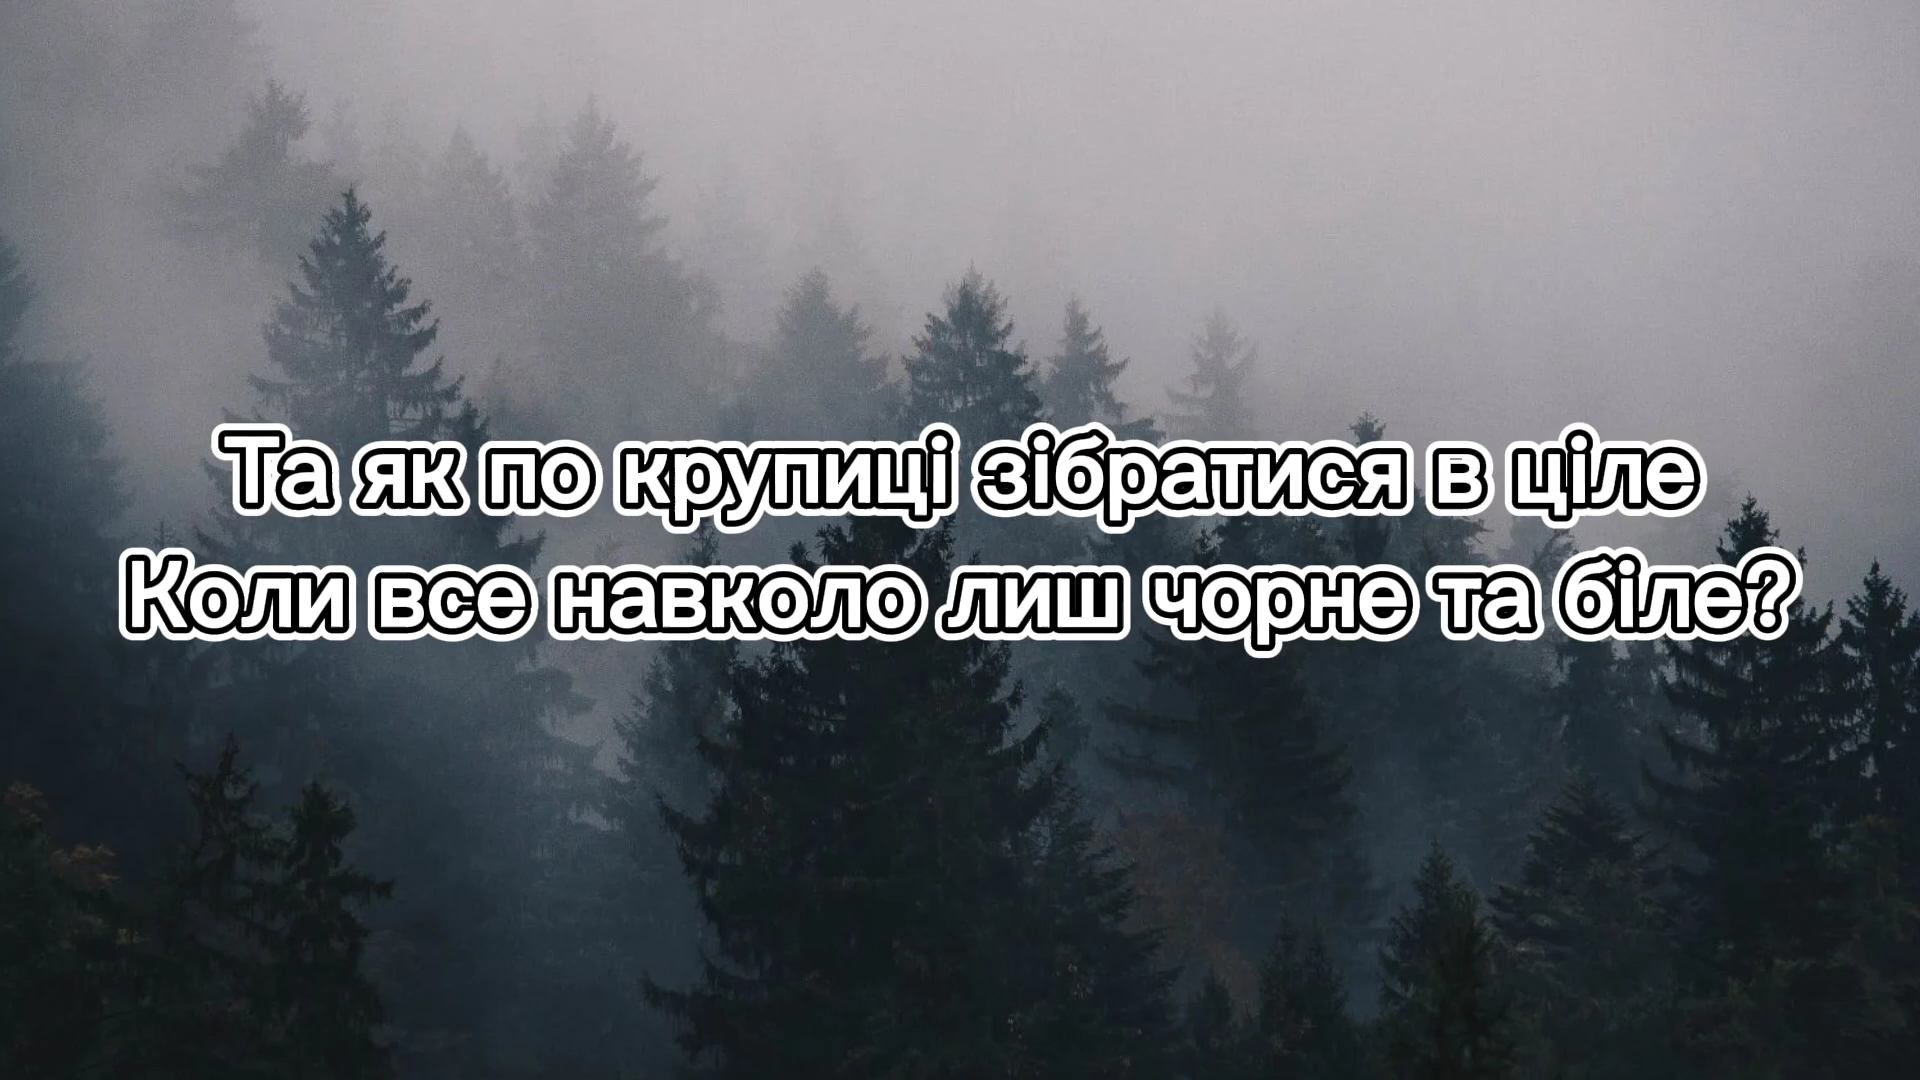 Та як по крупиці зібратися в ціле
Коли все навколо лиш чорне та біле?